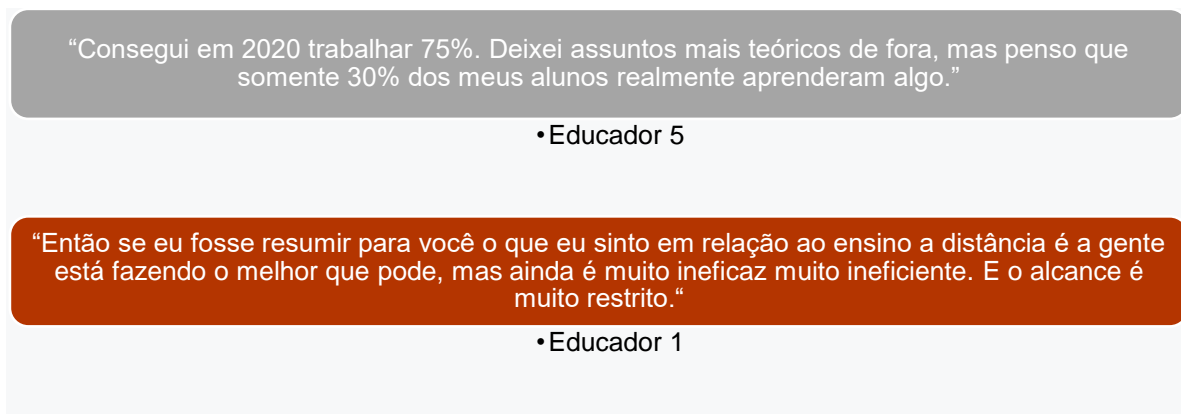 “Consegui em 2020 trabalhar 75%. Deixei assuntos mais teóricos de fora, mas penso que
somente 30% dos meus alunos realmente aprenderam algo.”
•Educador 5
“Então se eu fosse resumir para você o que eu sinto em relação ao ensino a distância é a gente
está fazendo o melhor que pode, mas ainda é muito ineficaz muito ineficiente. E o alcance é
muito restrito.“
•Educador 1